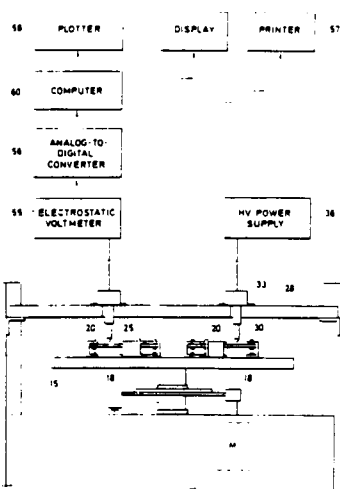 58 PLOTTER DISPLAY PRINTER 57
60 COMPUTER
56 ANALOG-TO-
DIGITAL
CONVERTER
55 ELECTROSTATIC
VOLTMETER
HV POWER
SUPPLY 36
33 28
20 25 20 30
15 18 18
M